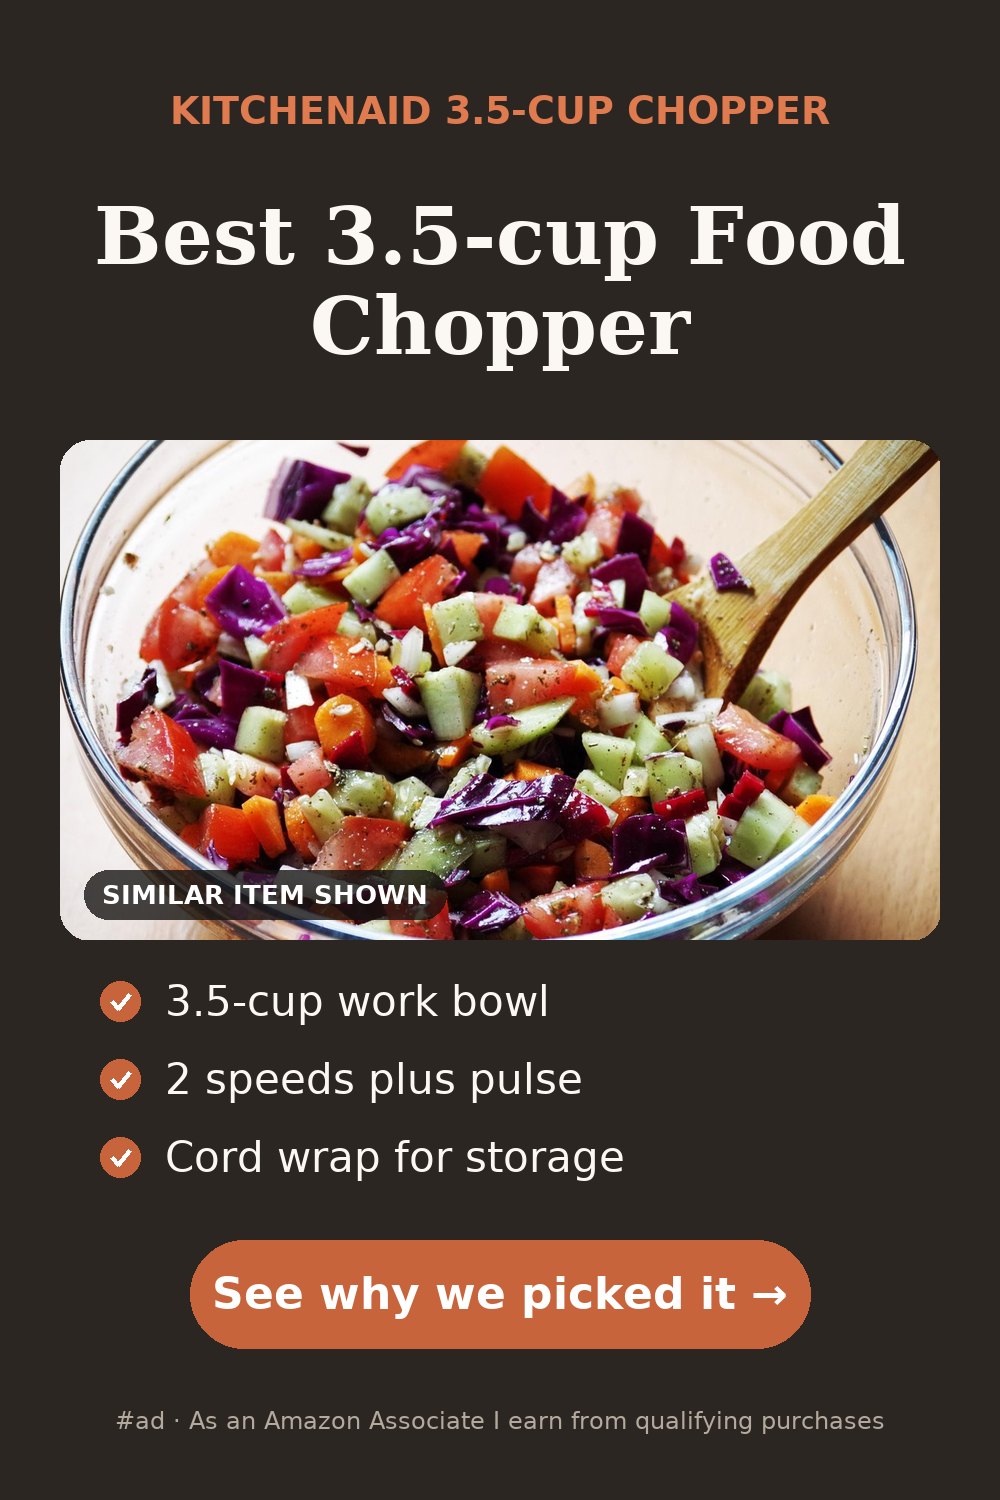 KITCHENAID 3.5-CUP CHOPPER
Best 3.5-cup Food
Chopper
SIMILAR ITEM SHOWN
3.5-cup work bowl
2 speeds plus pulse
Cord wrap for storage
See why we picked it →
#ad · As an Amazon Associate I earn from qualifying purchases